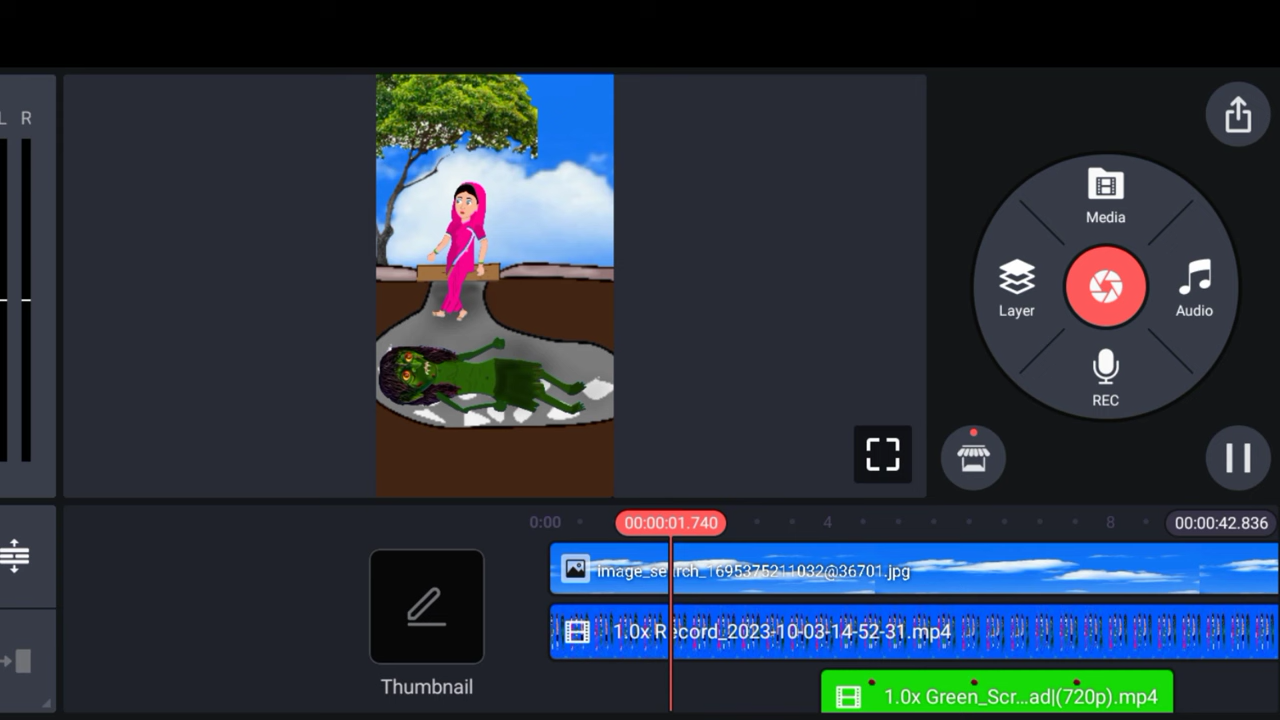 L R
Media
Layer
Audio
REC
0:00
00:00:01.740
4
8
00:00:42.836
image_search_1695375211032@36701.jpg
1.0x Record_2023-10-03-14-52-31.mp4
Thumbnail
1.0x Green_Scr...ad|(720p).mp4